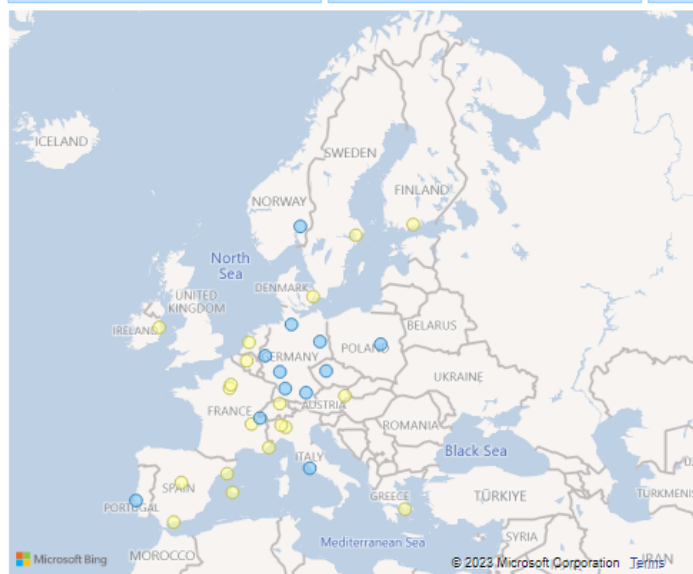 ICELAND
SWEDEN
FINLAND
NORWAY
North
Sea
DENMARK
UNITED
KINGDOM
IRELAND
BELARUS
POLAND
GERMANY
UKRAINE
AUSTRIA
FRANCE
ROMANIA
ITALY
Black Sea
SPAIN
PORTUGAL
GREECE
TÜRKIYE
TURKMENIS
SYRIA
Mediterranean Sea
MOROCCO
IRAN
Microsoft Bing
© 2023 Microsoft Corporation Terms